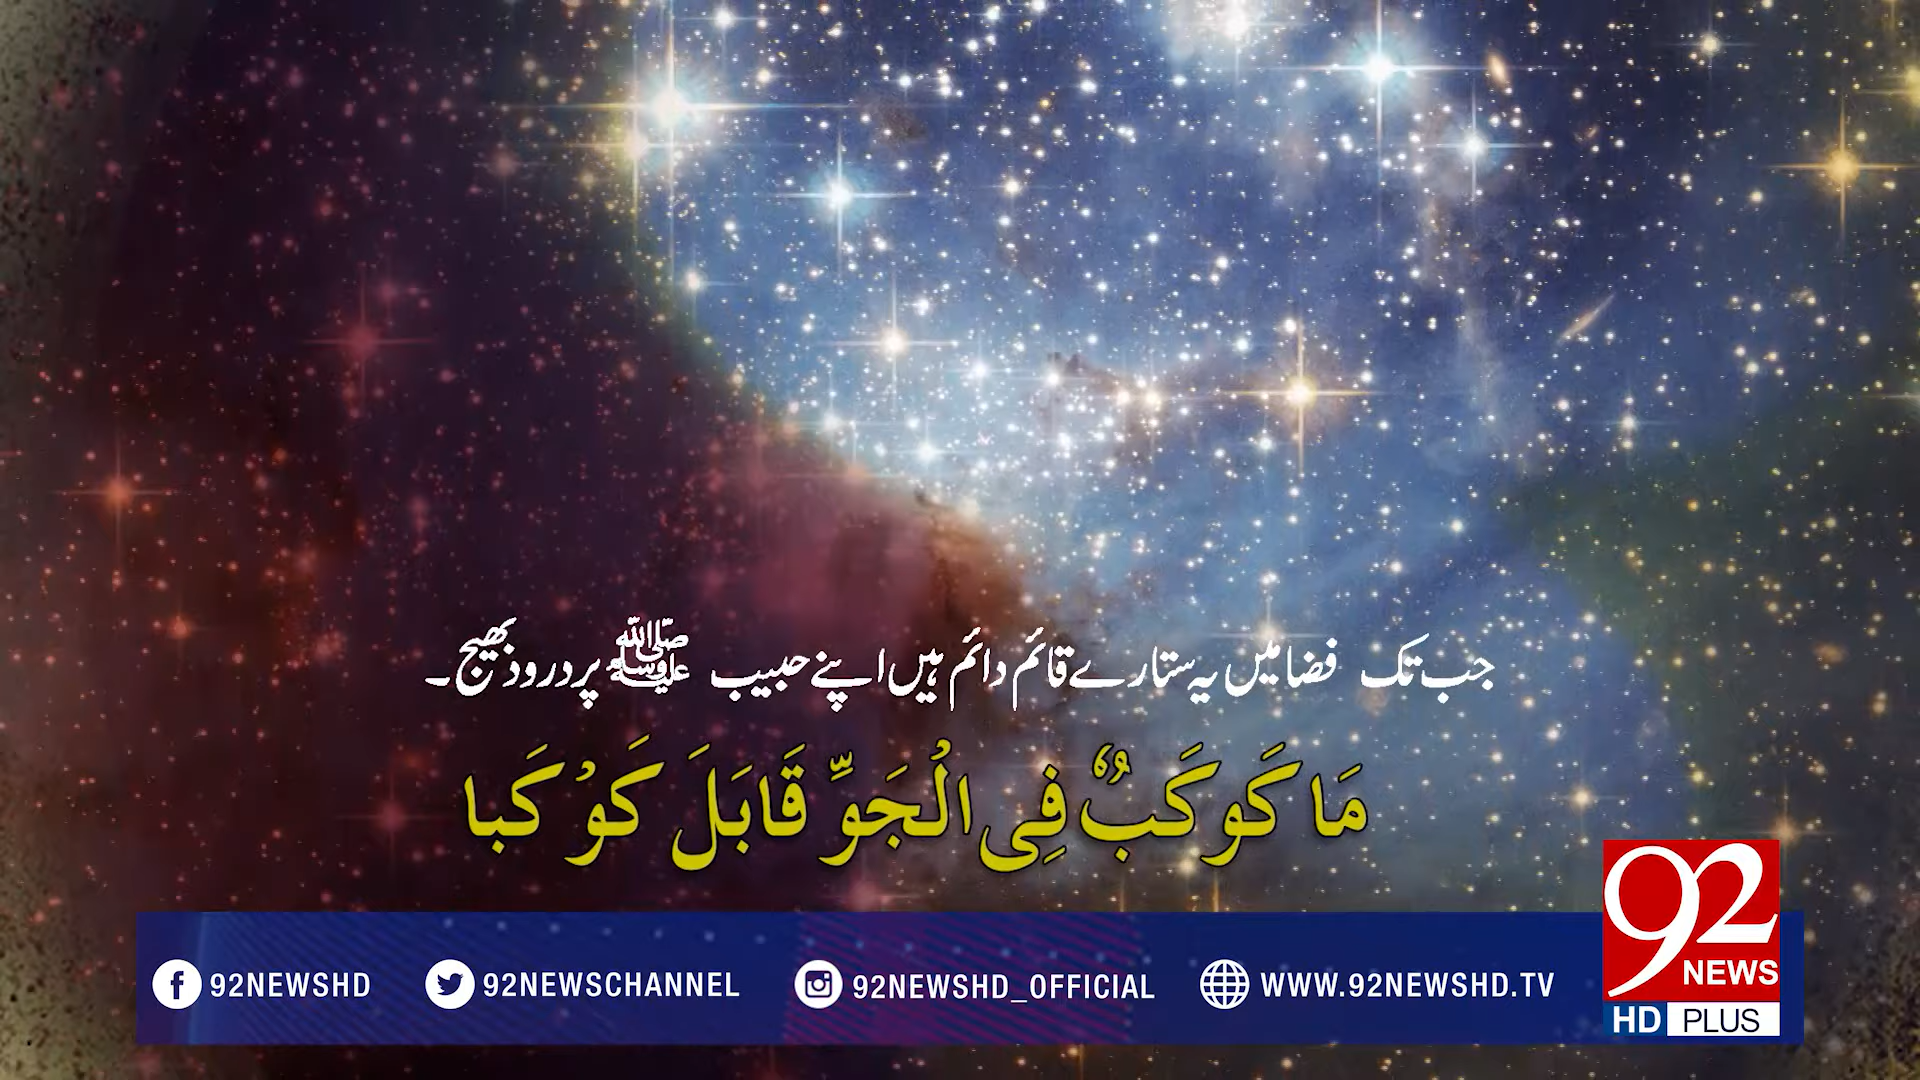 جب تک فضا میں یہ ستارے قائم دائم ہیں اپنے حبیب ﷺ پر درود بھیج۔
مَا كَوكَبٌ فِي الْجَوِّ قَابَلَ كَوْكَبا
92NEWSHD 92NEWSCHANNEL 92NEWSHD_OFFICIAL WWW.92NEWSHD.TV
92
NEWS
HD PLUS